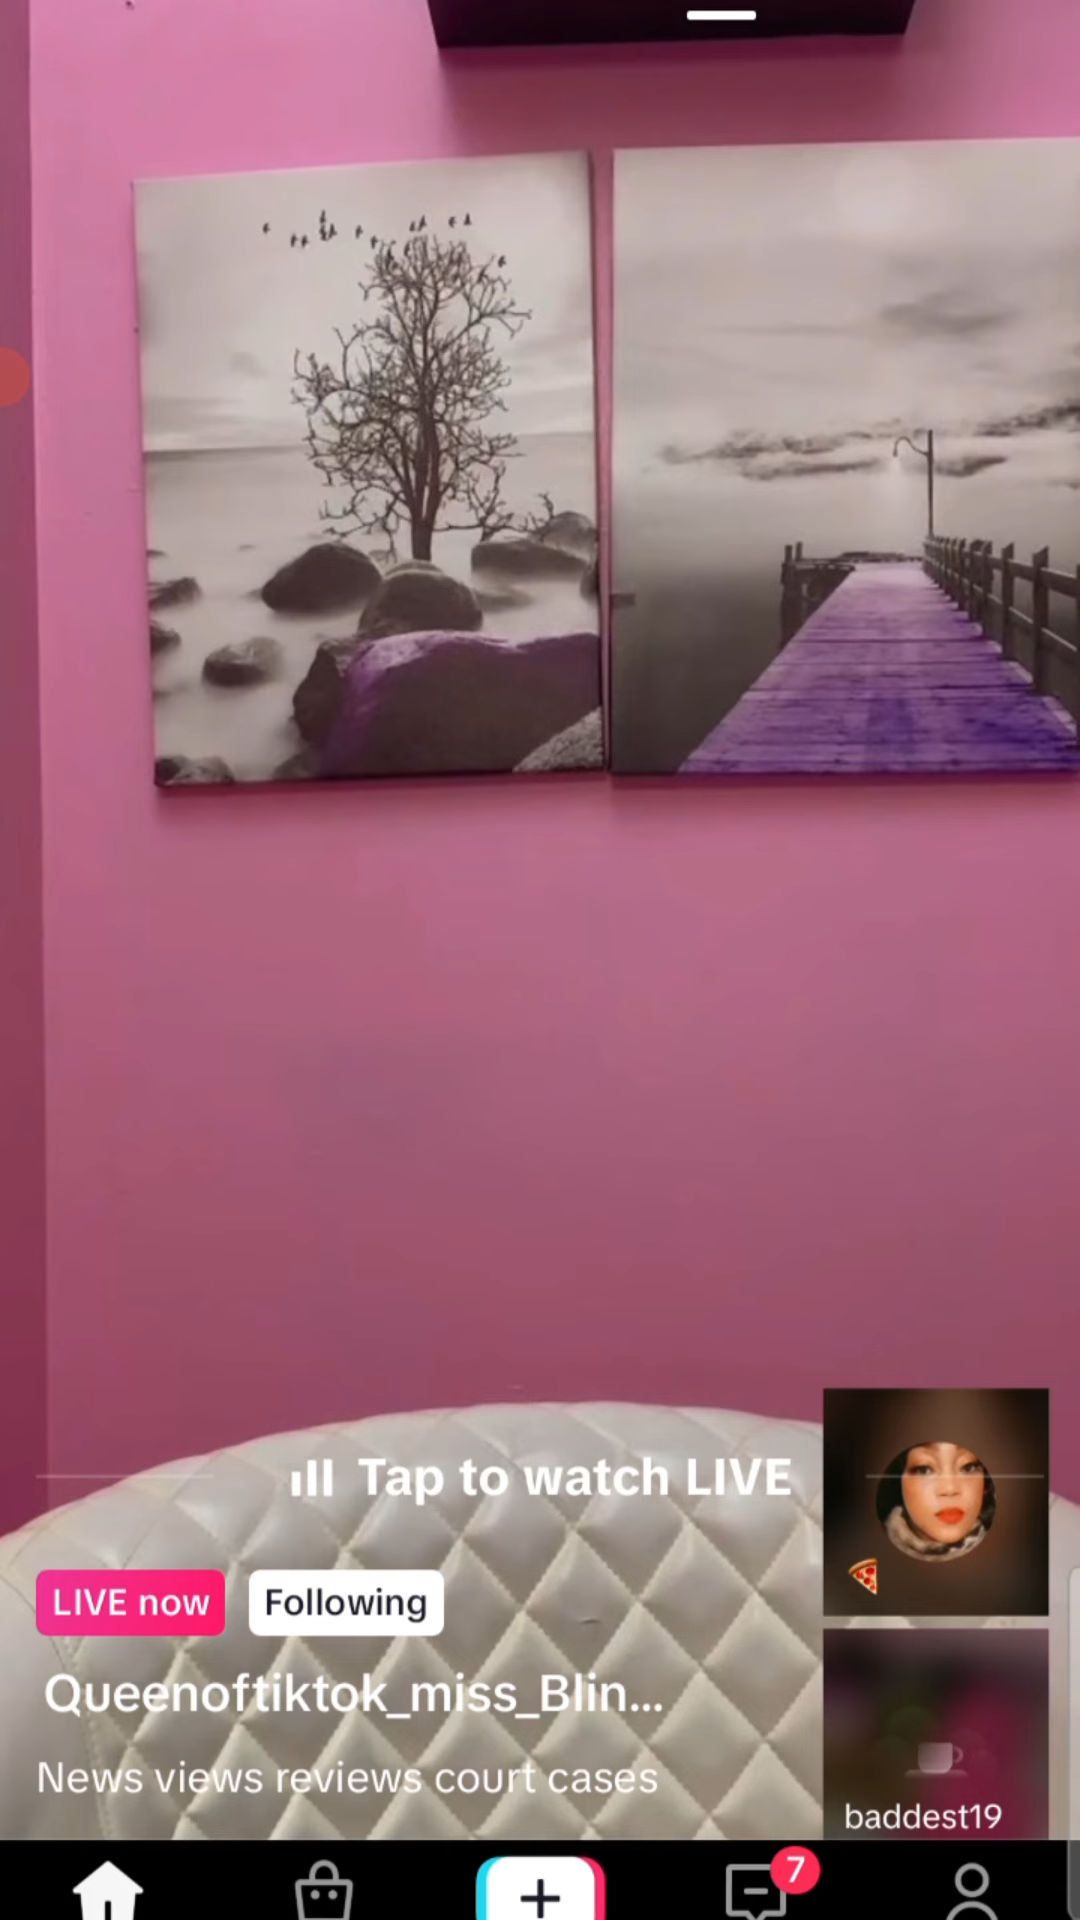 Tap to watch LIVE
LIVE now
Following
Queenoftiktok_miss_Blin...
News views reviews court cases
baddest19
7